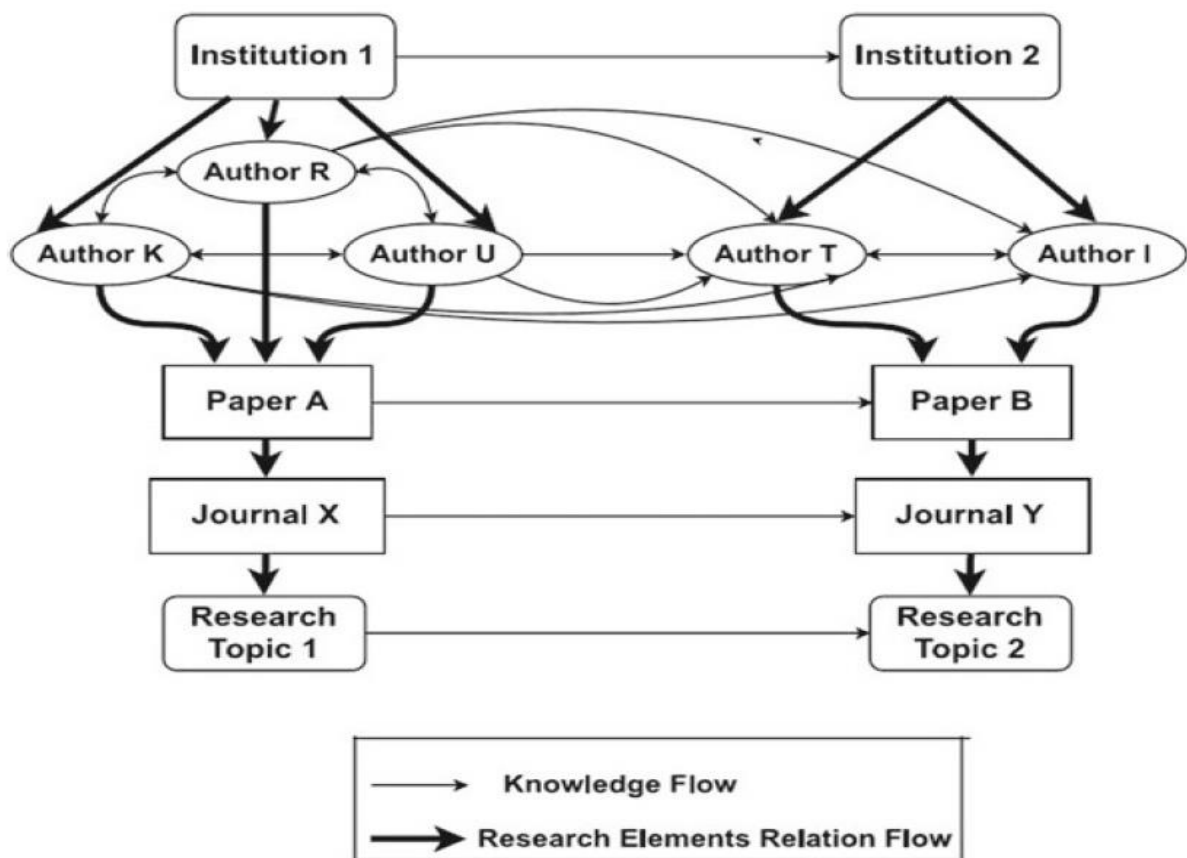 Institution 1
Institution 2
Author R
Author K
Author U
Author T
Author I
Paper A
Paper B
Journal X
Journal Y
Research
Topic 1
Research
Topic 2
Knowledge Flow
Research Elements Relation Flow